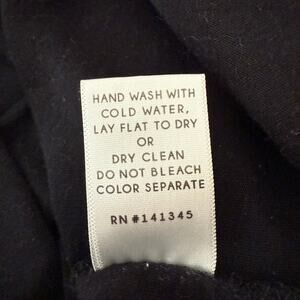 HAND WASH WITH
COLD WATER,
LAY FLAT TO DRY
OR
DRY CLEAN
DO NOT BLEACH
COLOR SEPARATE
RN #141345